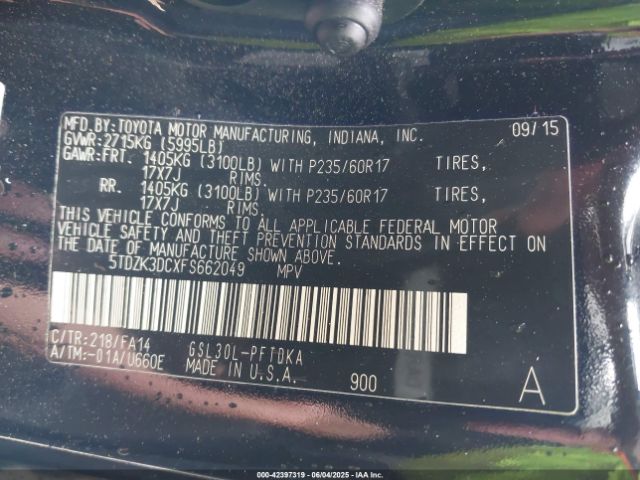 MFD.BY:TOYOTA MOTOR MANUFACTURING, INDIANA, INC. 09/15
GVWR:2715KG (5995LB)
GAWR:FRT. 1405KG (3100LB) WITH P235/60R17 TIRES,
17X7J RIMS.
RR. 1405KG (3100LB) WITH P235/60R17 TIRES,
17X7J RIMS.
THIS VEHICLE CONFORMS TO ALL APPLICABLE FEDERAL MOTOR
VEHICLE SAFETY AND THEFT PREVENTION STANDARDS IN EFFECT ON
THE DATE OF MANUFACTURE SHOWN ABOVE.
5TDZK3DCXFS662049 MPV
C/TR:218/FA14 GSL30L-PFTDKA
A/TM:-01A/U660E MADE IN U.S.A. 900 A
000-42397319 - 06/04/2025 - IAAI.COM